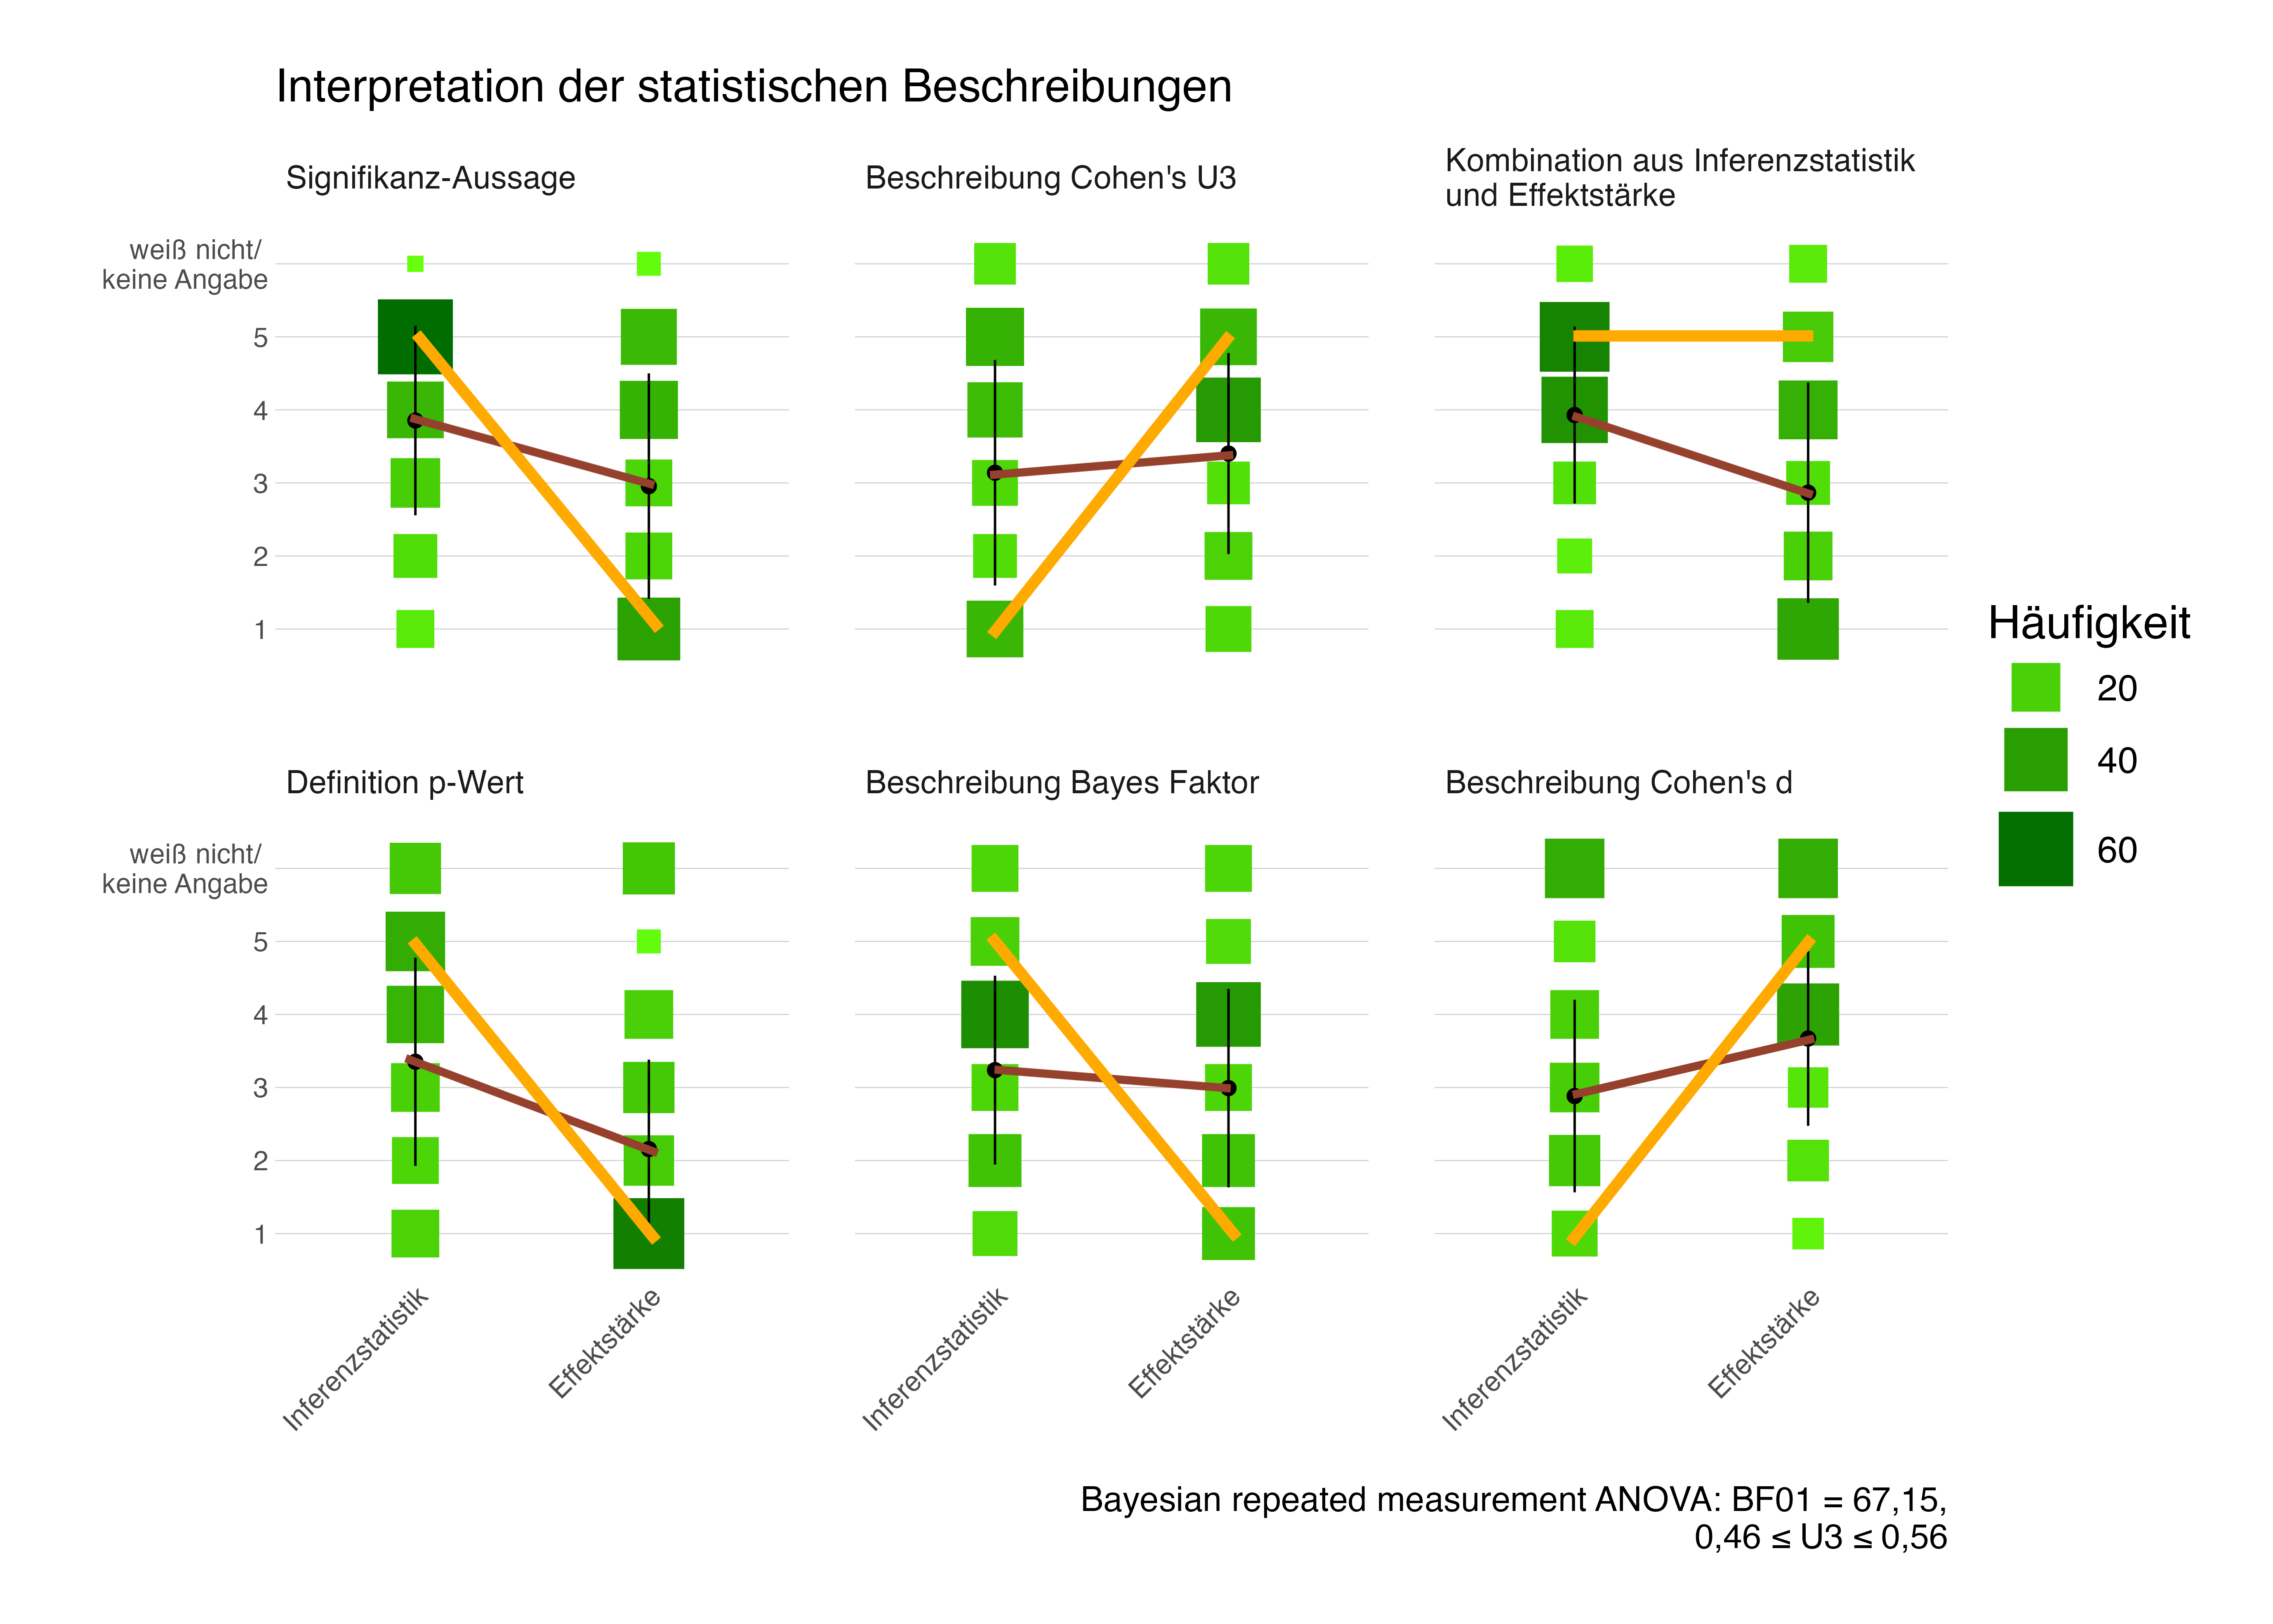 Interpretation der statistischen Beschreibungen
Signifikanz-Aussage
Beschreibung Cohen's U3
Kombination aus Inferenzstatistik
und Effektstärke
weiß nicht/
keine Angabe
5
4
3
2
1
Häufigkeit
20
40
60
Definition p-Wert
Beschreibung Bayes Faktor
Beschreibung Cohen's d
weiß nicht/
keine Angabe
5
4
3
2
1
Inferenzstatistik
Effektstärke
Inferenzstatistik
Effektstärke
Inferenzstatistik
Effektstärke
Bayesian repeated measurement ANOVA: BF01 = 67,15,
0,46 ≤ U3 ≤ 0,56